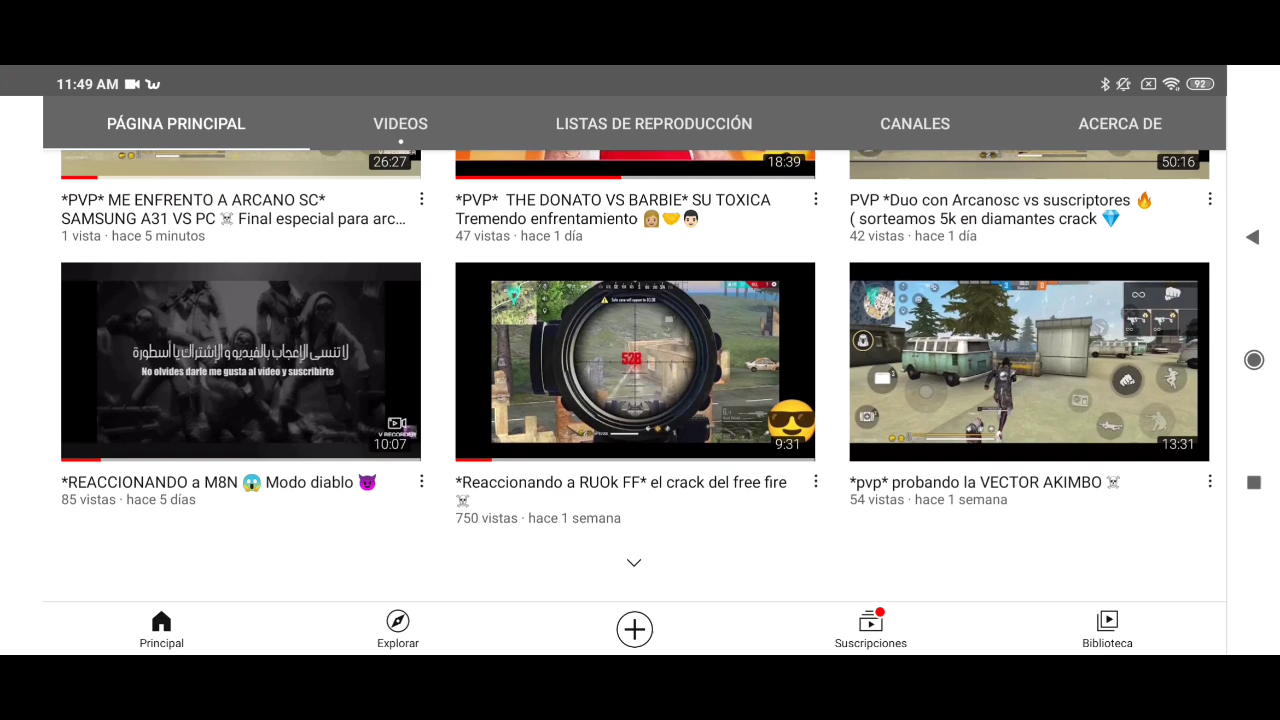 11:49 AM
92
PÁGINA PRINCIPAL
VIDEOS
LISTAS DE REPRODUCCIÓN
CANALES
ACERCA DE
26:27
18:39
50:16
*PVP* ME ENFRENTO A ARCANO SC*
SAMSUNG A31 VS PC ☠️ Final especial para arc...
1 vista · hace 5 minutos
*PVP* THE DONATO VS BARBIE* SU TOXICA
Tremendo enfrentamiento 👩🏼🤝👨🏻
47 vistas · hace 1 día
PVP *Duo con Arcanosc vs suscriptores 🔥
( sorteamos 5k en diamantes crack 💎
42 vistas · hace 1 día
لا تنسى الإعجاب بالفيديو و الإشتراك يا أسطورة
No olvides darle me gusta al video y suscribirte
V RECORDER
10:07
528
9:31
13:31
*REACCIONANDO a M8N 😱 Modo diablo 😈
85 vistas · hace 5 días
*Reaccionando a RUOk FF* el crack del free fire
☠️
750 vistas · hace 1 semana
*pvp* probando la VECTOR AKIMBO ☠️
54 vistas · hace 1 semana
Principal
Explorar
Suscripciones
Biblioteca